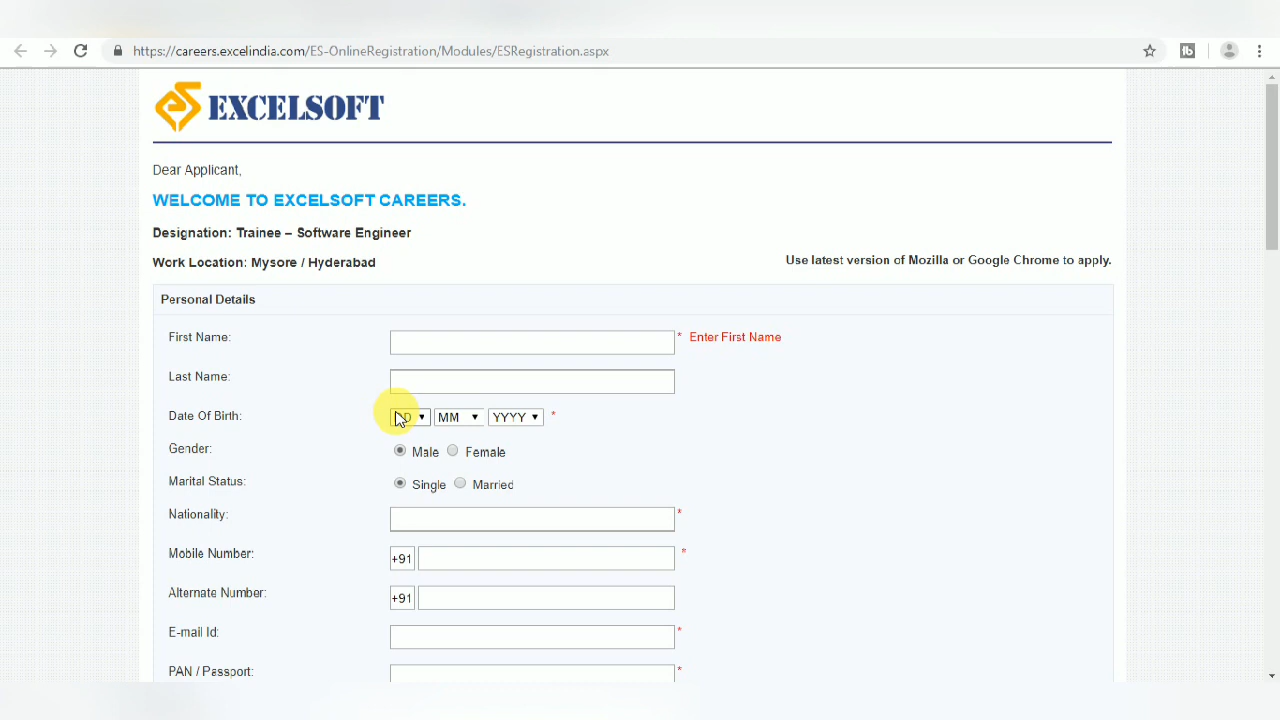 https://careers.excelindia.com/ES-OnlineRegistration/Modules/ESRegistration.aspx
EXCELSOFT
Dear Applicant,
WELCOME TO EXCELSOFT CAREERS.
Designation: Trainee – Software Engineer
Work Location: Mysore / Hyderabad
Use latest version of Mozilla or Google Chrome to apply.
Personal Details
First Name: * Enter First Name
Last Name:
Date Of Birth: DD MM YYYY *
Gender: Male Female
Marital Status: Single Married
Nationality: *
Mobile Number: +91 *
Alternate Number: +91
E-mail Id: *
PAN / Passport: *